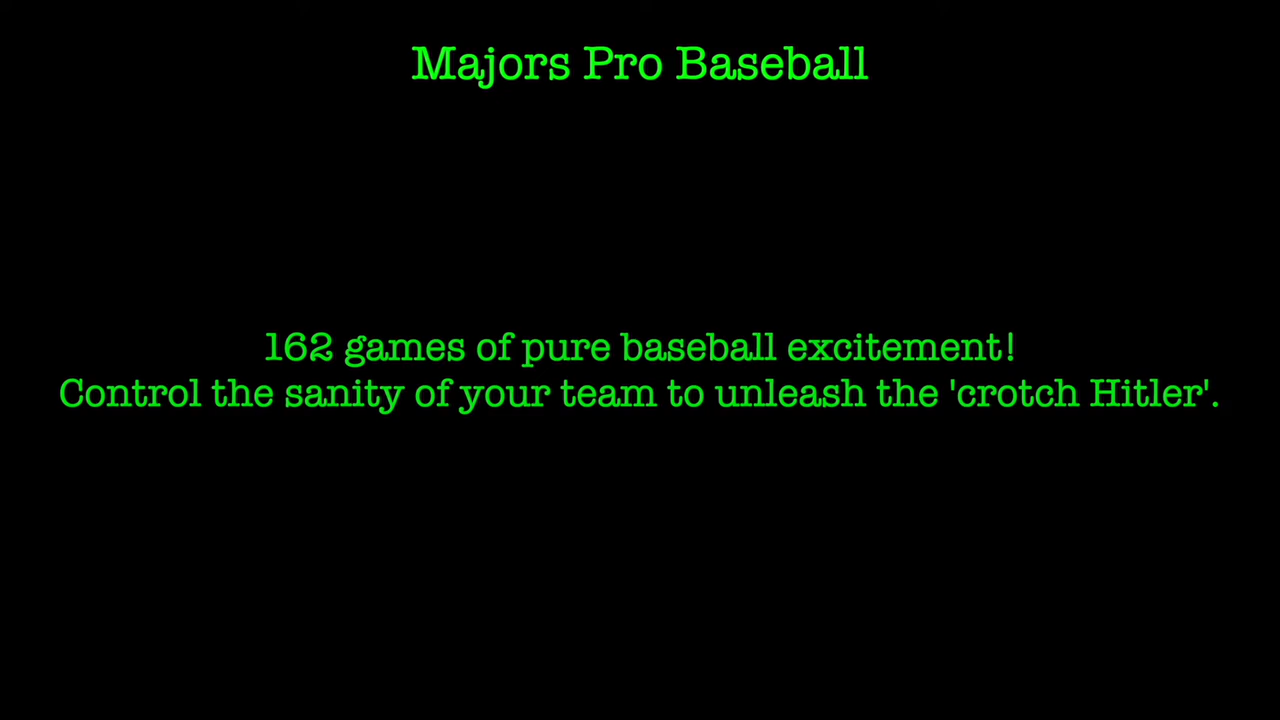 Majors Pro Baseball
162 games of pure baseball excitement!
Control the sanity of your team to unleash the 'crotch Hitler'.